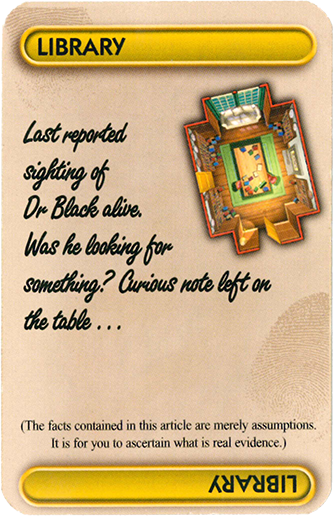 LIBRARY
Last reported
sighting of
Dr Black alive.
Was he looking for
something? Curious note left on
the table . . .
(The facts contained in this article are merely assumptions.
It is for you to ascertain what is real evidence.)
LIBRARY